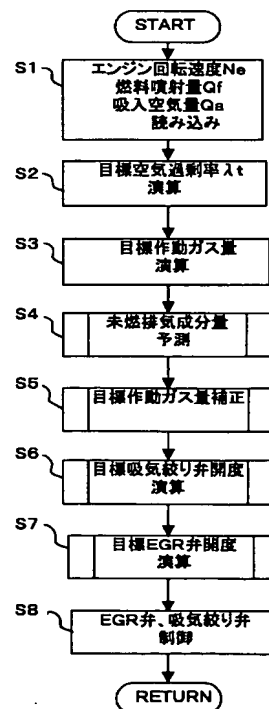 START
S1
エンジン回転速度Ne
燃料噴射量Qf
吸入空気量Qa
読み込み
S2
目標空気過剰率λt
演算
S3
目標作動ガス量
演算
S4
未燃排気成分量
予測
S5
目標作動ガス量補正
S6
目標吸気絞り弁開度
演算
S7
目標EGR弁開度
演算
S8
EGR弁、吸気絞り弁
制御
RETURN